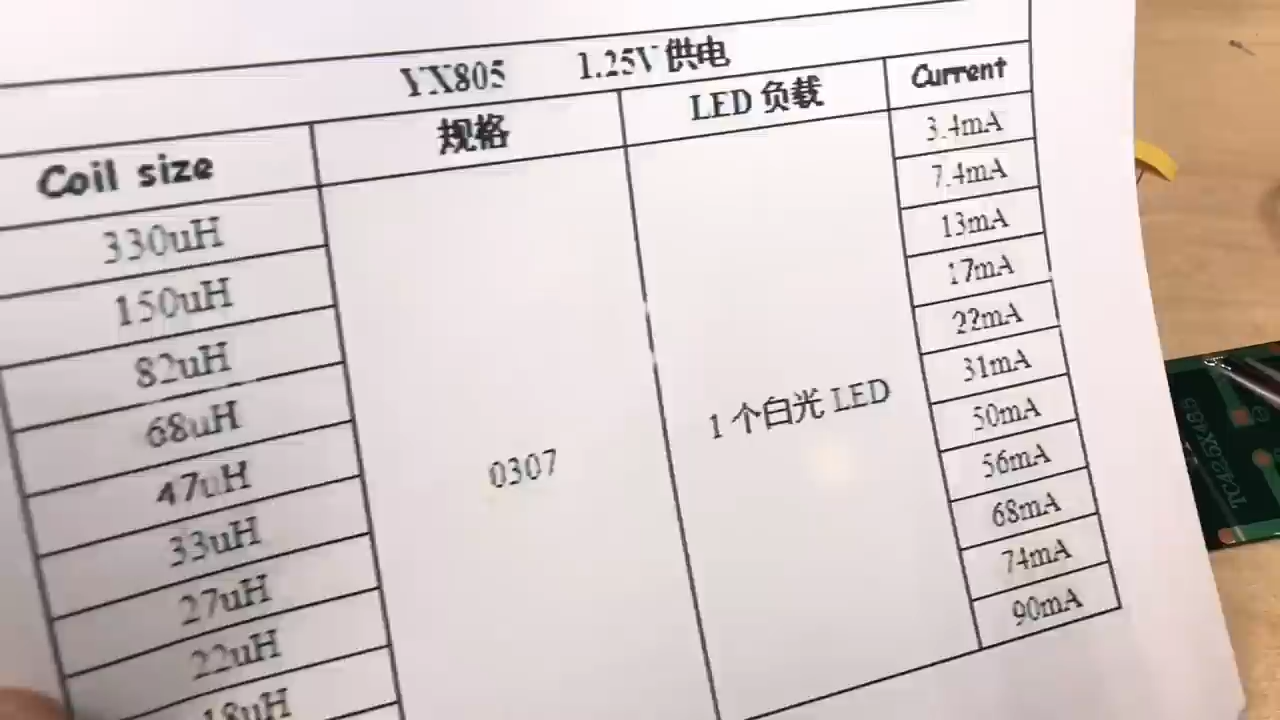 YX805 1.25V 供电
Coil size 规格 LED 负载 Current
330uH 3.4mA
150uH 7.4mA
82uH 13mA
68uH 17mA
47uH 22mA
33uH 31mA
27uH 50mA
22uH 56mA
18uH 68mA
74mA
90mA
0307
1 个白光 LED